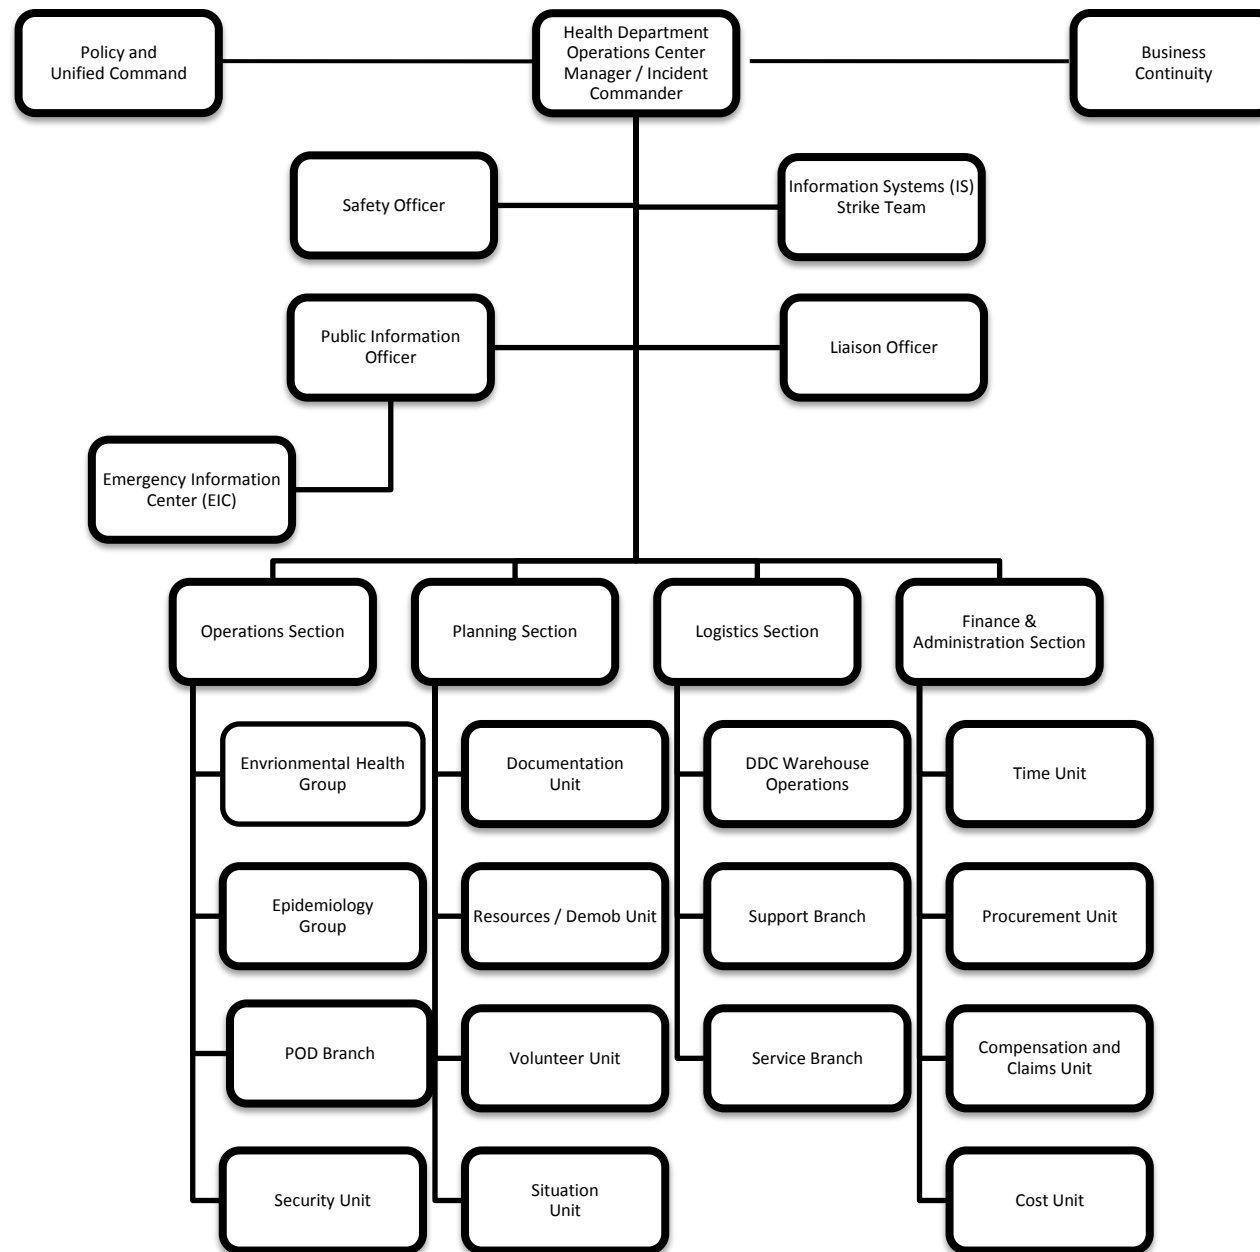 Policy and
Unified Command
Health Department
Operations Center
Manager / Incident
Commander
Business
Continuity
Safety Officer
Information Systems (IS)
Strike Team
Public Information
Officer
Liaison Officer
Emergency Information
Center (EIC)
Operations Section
Planning Section
Logistics Section
Finance &
Administration Section
Envrionmental Health
Group
Documentation
Unit
DDC Warehouse
Operations
Time Unit
Epidemiology
Group
Resources / Demob Unit
Support Branch
Procurement Unit
POD Branch
Volunteer Unit
Service Branch
Compensation and
Claims Unit
Security Unit
Situation
Unit
Cost Unit